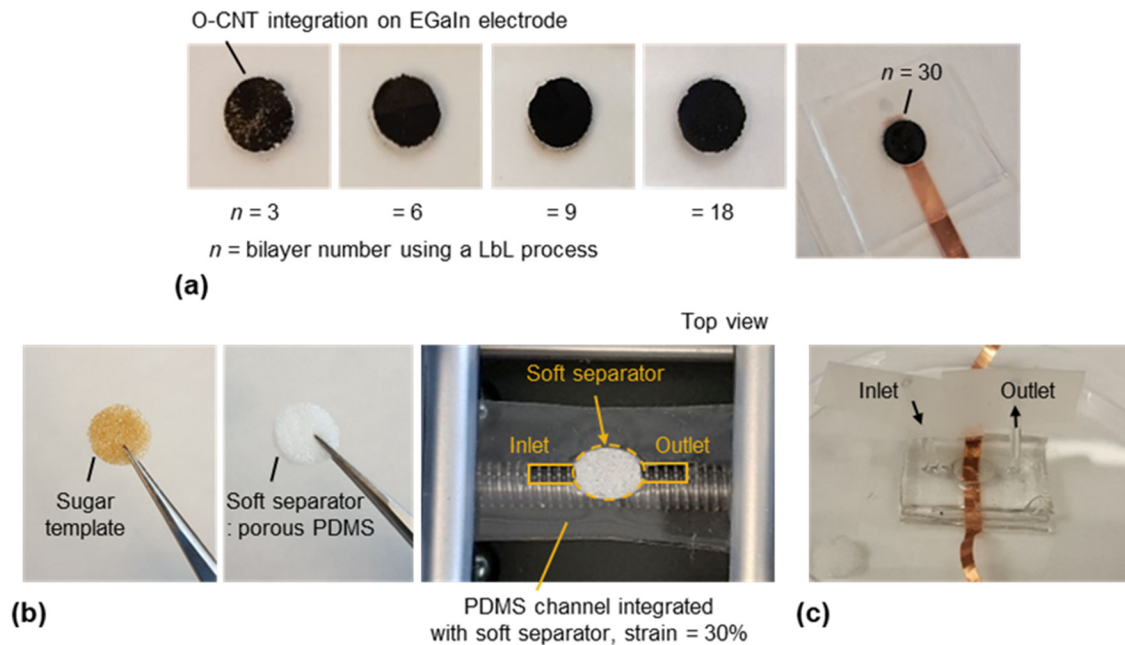 O-CNT integration on EGaIn electrode
n = 30
n = 3
= 6
= 9
= 18
n = bilayer number using a LbL process
(a)
Top view
Soft separator
Inlet
Outlet
Sugar
template
Soft separator
: porous PDMS
PDMS channel integrated
with soft separator, strain = 30%
(b)
Inlet
Outlet
(c)